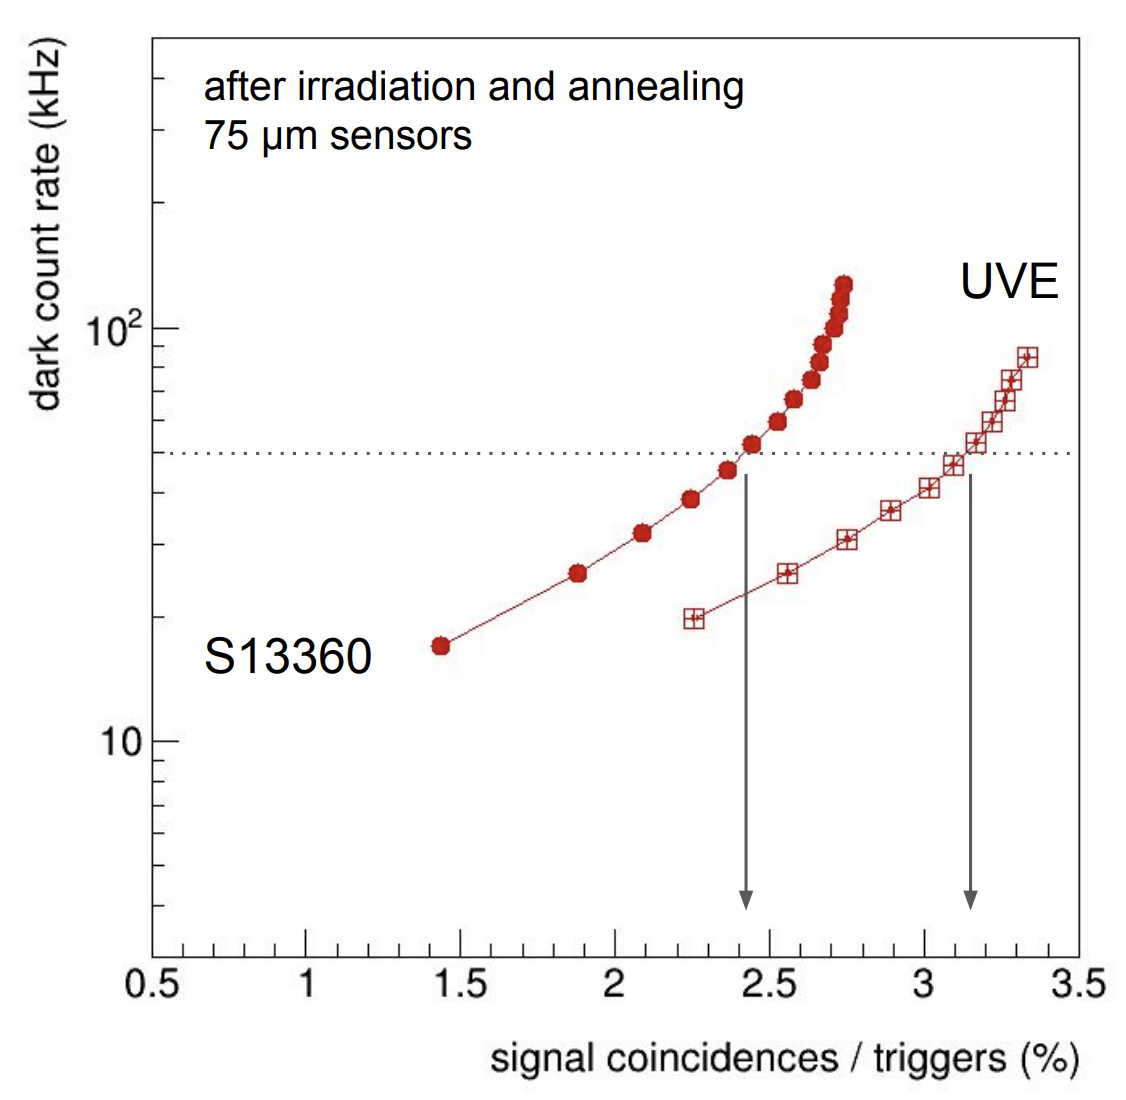 dark count rate (kHz)
after irradiation and annealing
75 μm sensors
UVE
10²
S13360
10
0.5 1 1.5 2 2.5 3 3.5
signal coincidences / triggers (%)